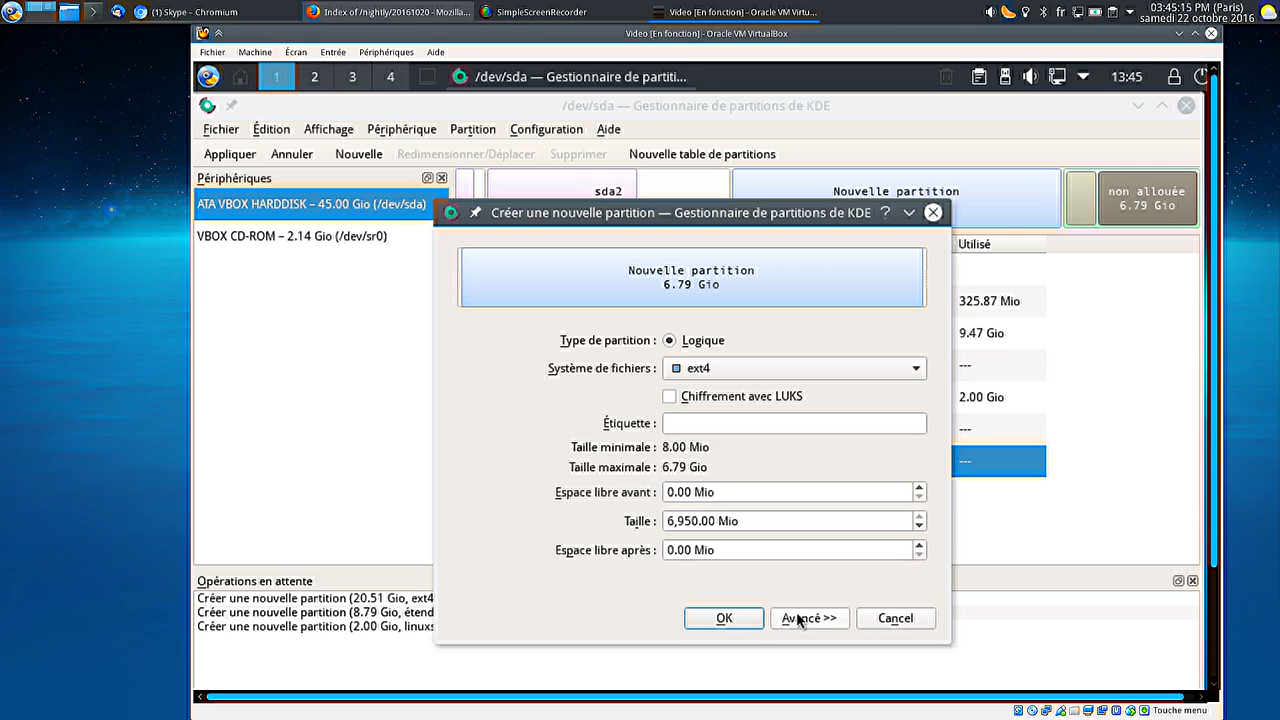 (1) Skype – Chromium
Index of /nightly/20161020 - Mozilla...
SimpleScreenRecorder
Video [En fonction] - Oracle VM Virtu...
fr
03:45:15 PM (Paris)
samedi 22 octobre 2016
Video [En fonction] - Oracle VM VirtualBox
Fichier Machine Écran Entrée Périphériques Aide
1 2 3 4 /dev/sda — Gestionnaire de partiti... 13:45
/dev/sda — Gestionnaire de partitions de KDE
Fichier Édition Affichage Périphérique Partition Configuration Aide
Appliquer Annuler Nouvelle Redimensionner/Déplacer Supprimer Nouvelle table de partitions
Périphériques
ATA VBOX HARDDISK – 45.00 Gio (/dev/sda)
VBOX CD-ROM – 2.14 Gio (/dev/sr0)
sda2
Nouvelle partition
non allouée
6.79 Gio
Utilisé
325.87 Mio
9.47 Gio
---
2.00 Gio
---
---
Créer une nouvelle partition — Gestionnaire de partitions de KDE ?
Nouvelle partition
6.79 Gio
Type de partition : Logique
Système de fichiers : ext4
Chiffrement avec LUKS
Étiquette :
Taille minimale : 8.00 Mio
Taille maximale : 6.79 Gio
Espace libre avant : 0.00 Mio
Taille : 6,950.00 Mio
Espace libre après : 0.00 Mio
OK Avancé >> Cancel
Opérations en attente
Créer une nouvelle partition (20.51 Gio, ext4
Créer une nouvelle partition (8.79 Gio, étend
Créer une nouvelle partition (2.00 Gio, linuxs
Touche menu